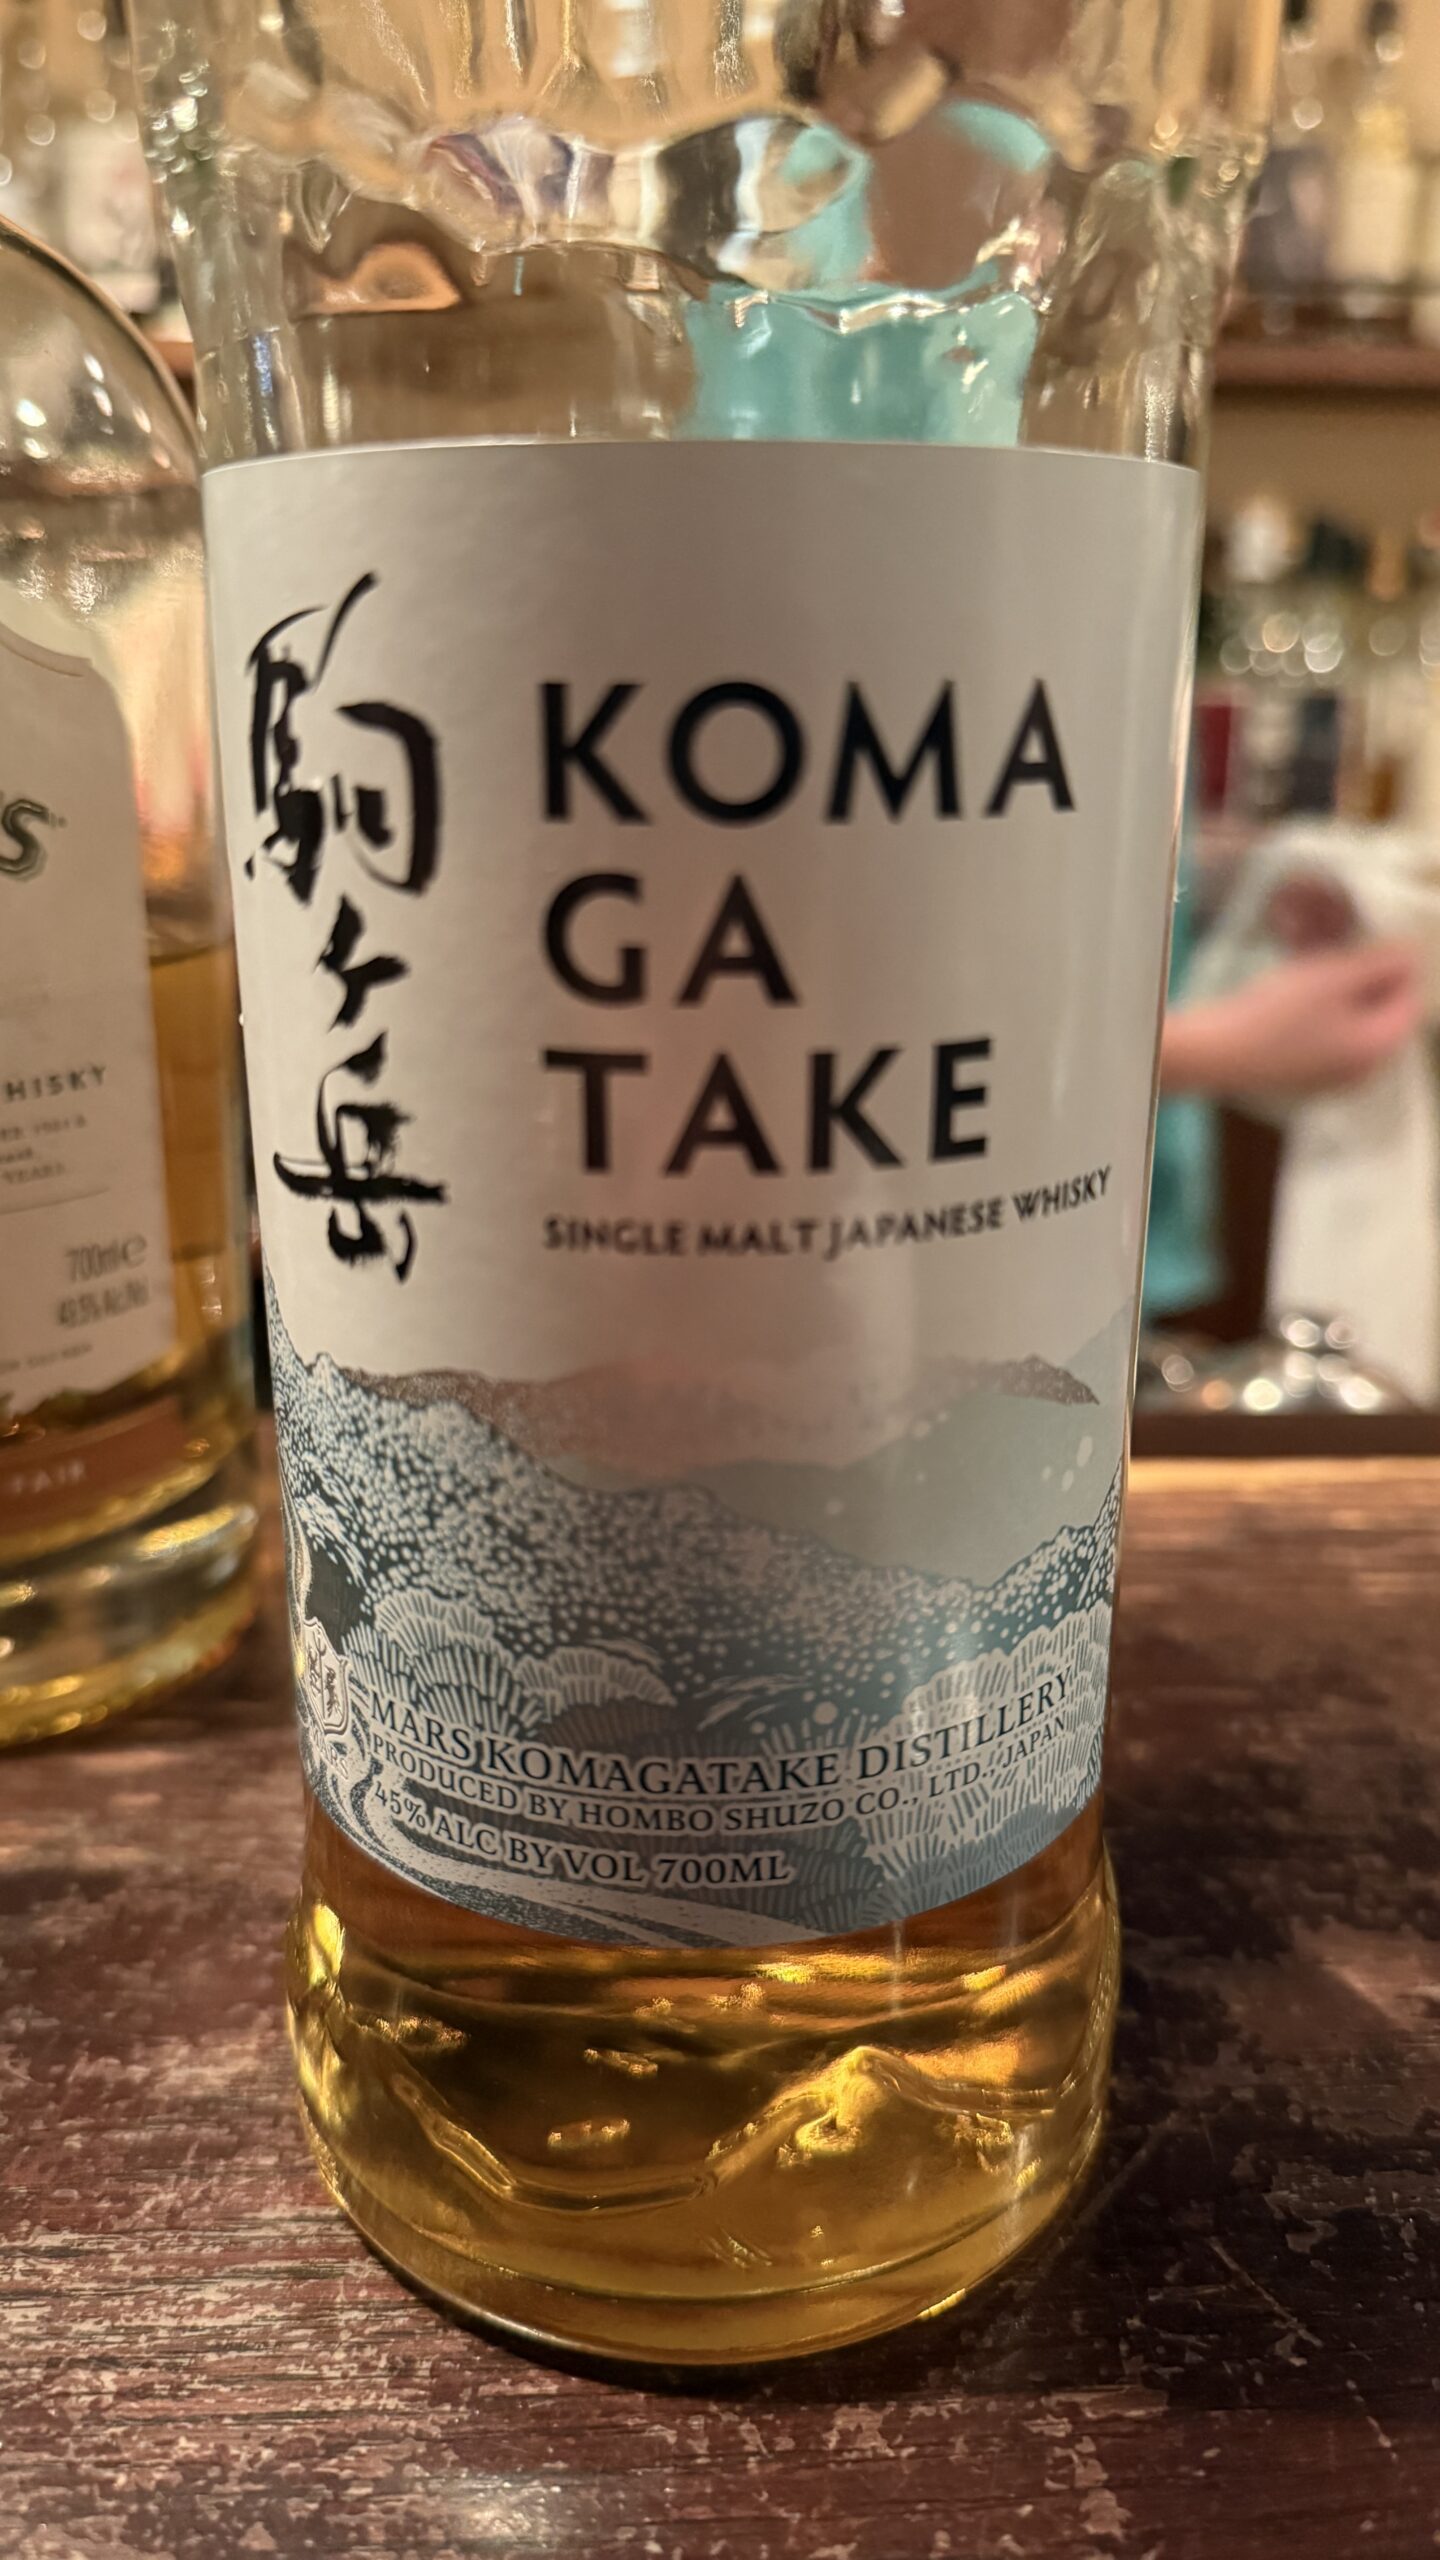 駒ヶ岳
KOMA
GA
TAKE
SINGLE MALT JAPANESE WHISKY
MARS KOMAGATAKE DISTILLERY
PRODUCED BY HOMBO SHUZO CO., LTD., JAPAN
45% ALC BY VOL 700ML
HISKY
700ml e